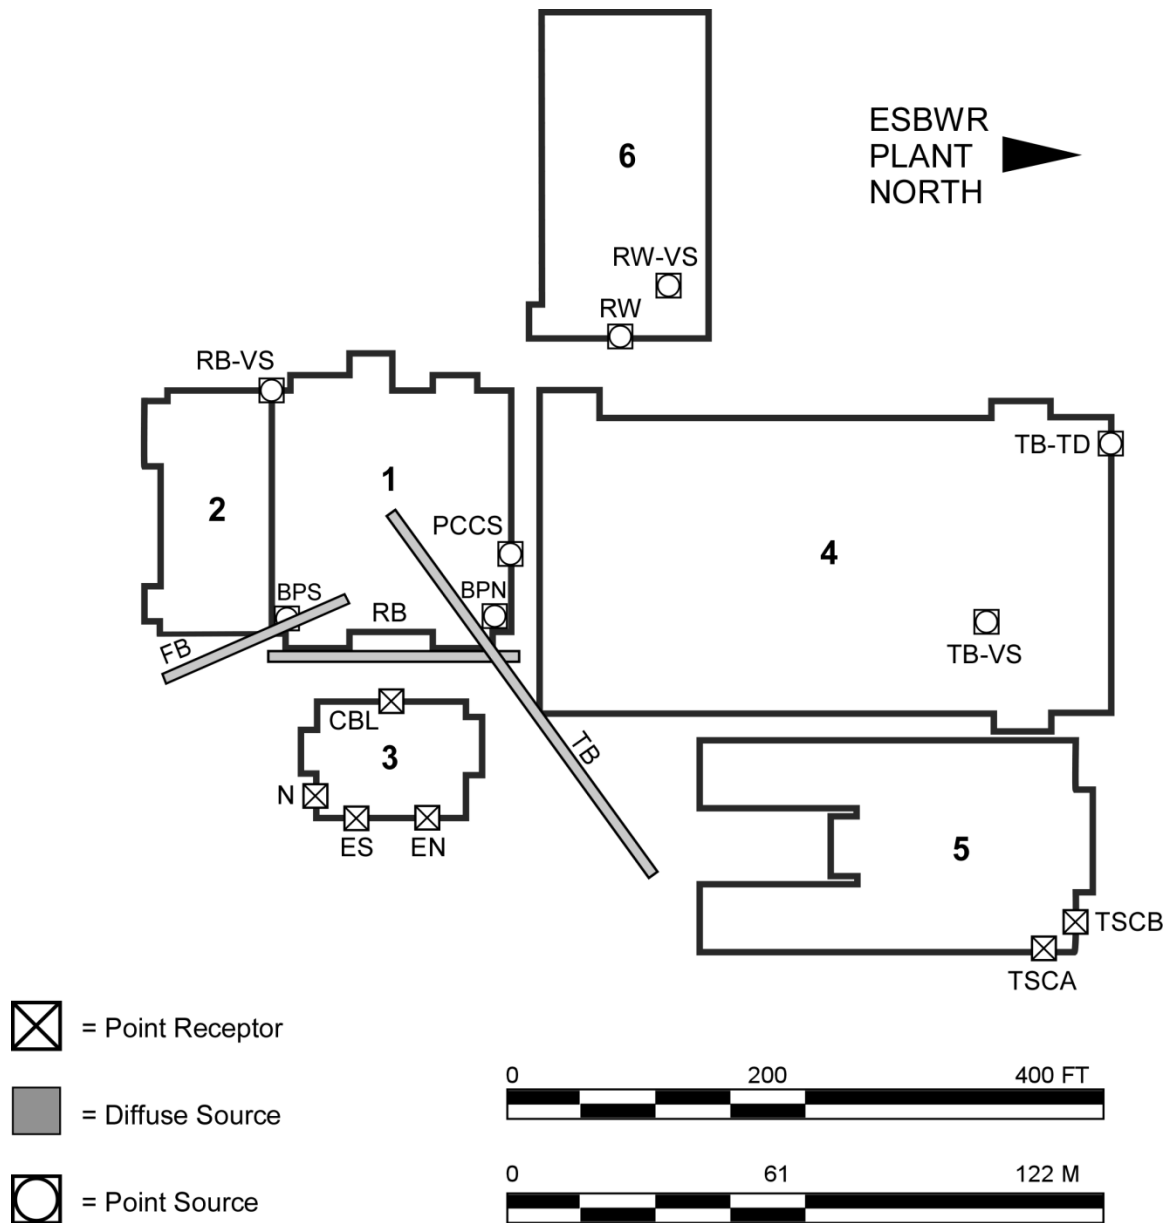 ESBWR
PLANT
NORTH
6
RW-VS
RW
RB-VS
TB-TD
1
2
PCCS
4
BPS
BPN
RB
FB
TB-VS
CBL
3
TB
N
ES
EN
5
TSCB
TSCA
= Point Receptor
= Diffuse Source
= Point Source
0 200 400 FT
0 61 122 M